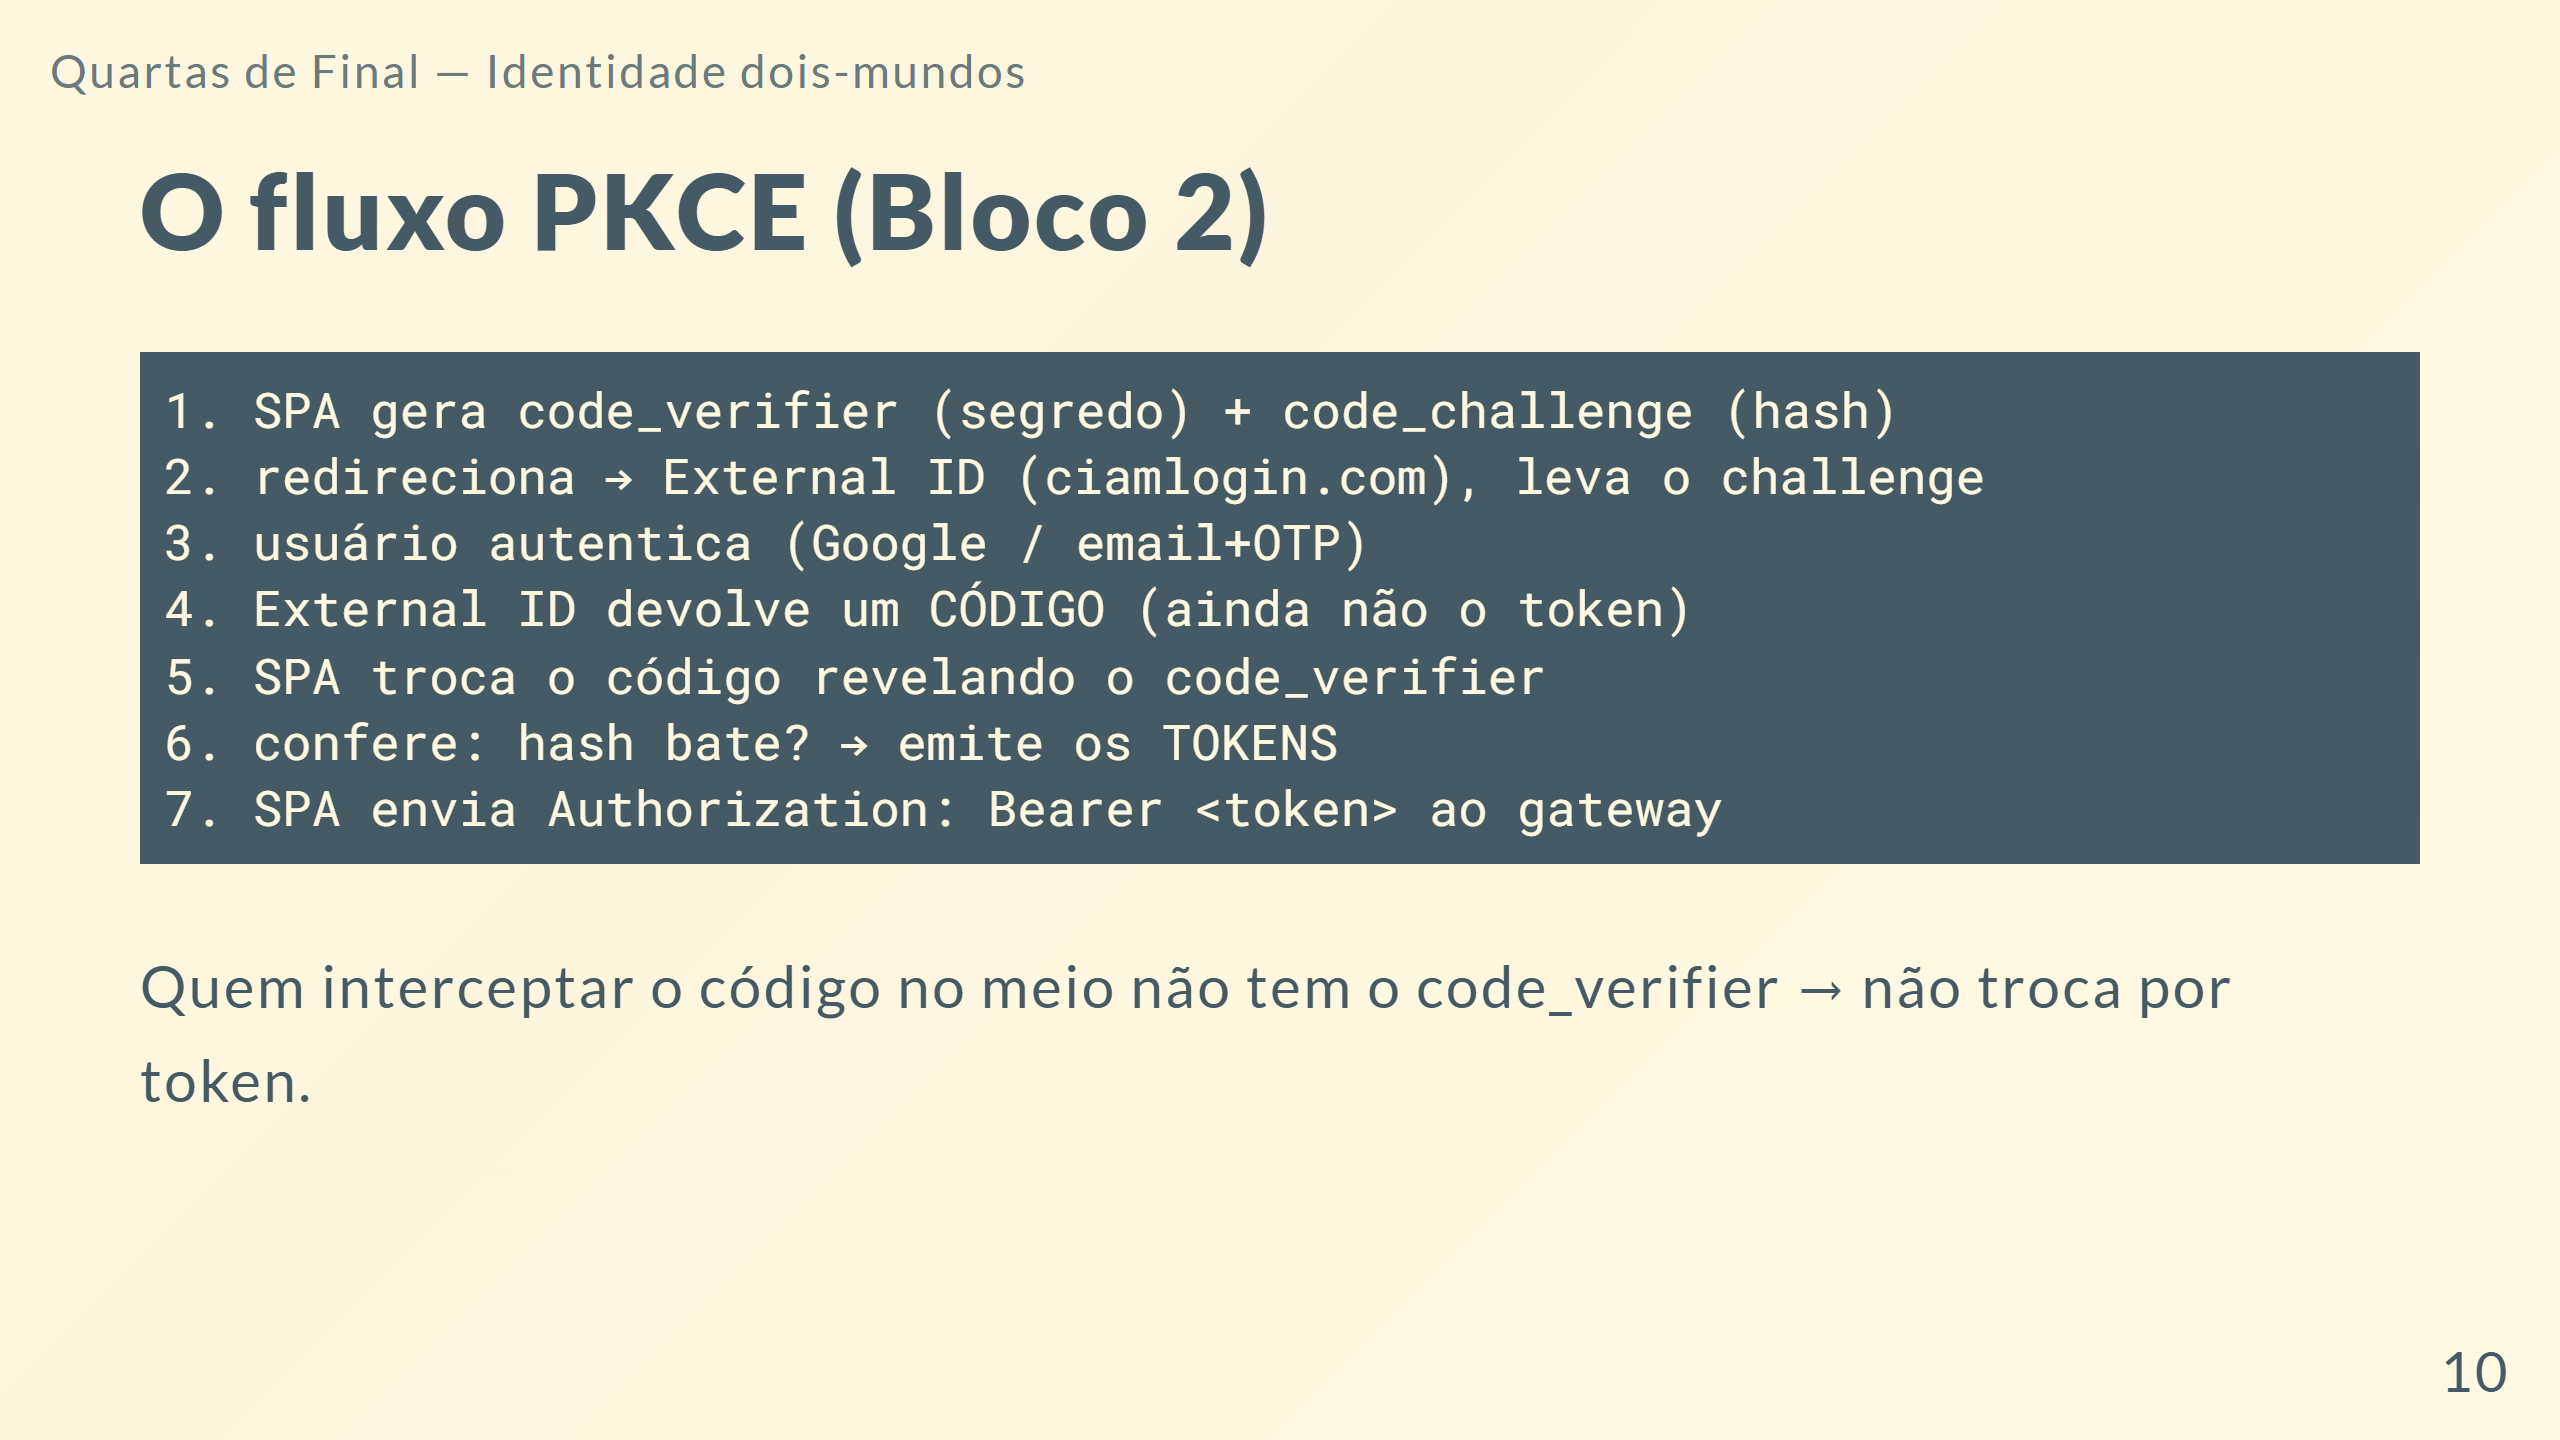 Quartas de Final — Identidade dois-mundos
O fluxo PKCE (Bloco 2)
1. SPA gera code_verifier (segredo) + code_challenge (hash)
2. redireciona → External ID (ciamlogin.com), leva o challenge
3. usuário autentica (Google / email+OTP)
4. External ID devolve um CÓDIGO (ainda não o token)
5. SPA troca o código revelando o code_verifier
6. confere: hash bate? → emite os TOKENS
7. SPA envia Authorization: Bearer <token> ao gateway
Quem interceptar o código no meio não tem o code_verifier → não troca por
token.
10